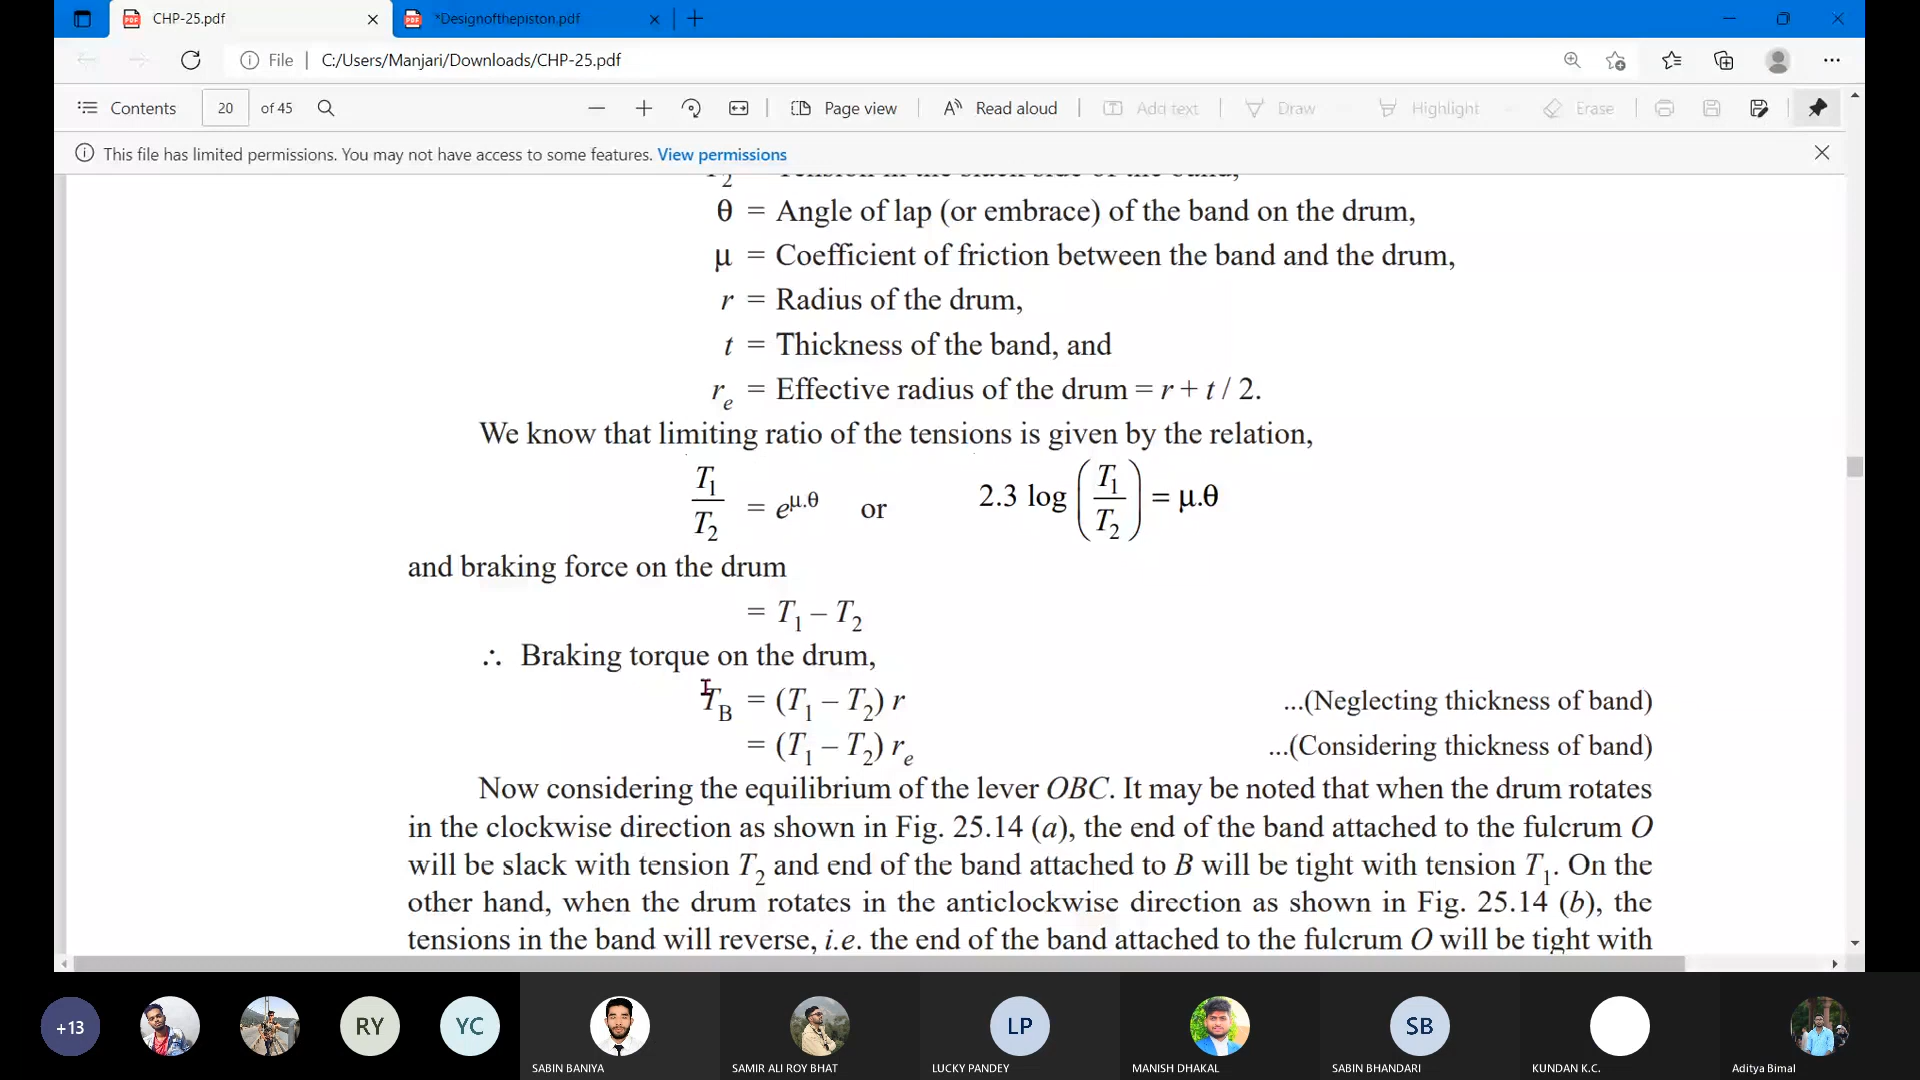 CHP-25.pdf
*Designofthepiston.pdf
File | C:/Users/Manjari/Downloads/CHP-25.pdf
Contents 20 of 45 Page view Read aloud Add text Draw Highlight Erase
This file has limited permissions. You may not have access to some features. View permissions
T2 = Tension in the slack side of the band,
θ = Angle of lap (or embrace) of the band on the drum,
μ = Coefficient of friction between the band and the drum,
r = Radius of the drum,
t = Thickness of the band, and
re = Effective radius of the drum = r + t / 2.
We know that limiting ratio of the tensions is given by the relation,
T1/T2 = e^μ.θ or 2.3 log (T1/T2) = μ.θ
and braking force on the drum
= T1 – T2
∴ Braking torque on the drum,
TB = (T1 – T2) r ...(Neglecting thickness of band)
= (T1 – T2) re ...(Considering thickness of band)
Now considering the equilibrium of the lever OBC. It may be noted that when the drum rotates
in the clockwise direction as shown in Fig. 25.14 (a), the end of the band attached to the fulcrum O
will be slack with tension T2 and end of the band attached to B will be tight with tension T1. On the
other hand, when the drum rotates in the anticlockwise direction as shown in Fig. 25.14 (b), the
tensions in the band will reverse, i.e. the end of the band attached to the fulcrum O will be tight with
+13 RY YC LP SB
SABIN BANIYA SAMIR ALI ROY BHAT LUCKY PANDEY MANISH DHAKAL SABIN BHANDARI KUNDAN K.C. Aditya Bimal